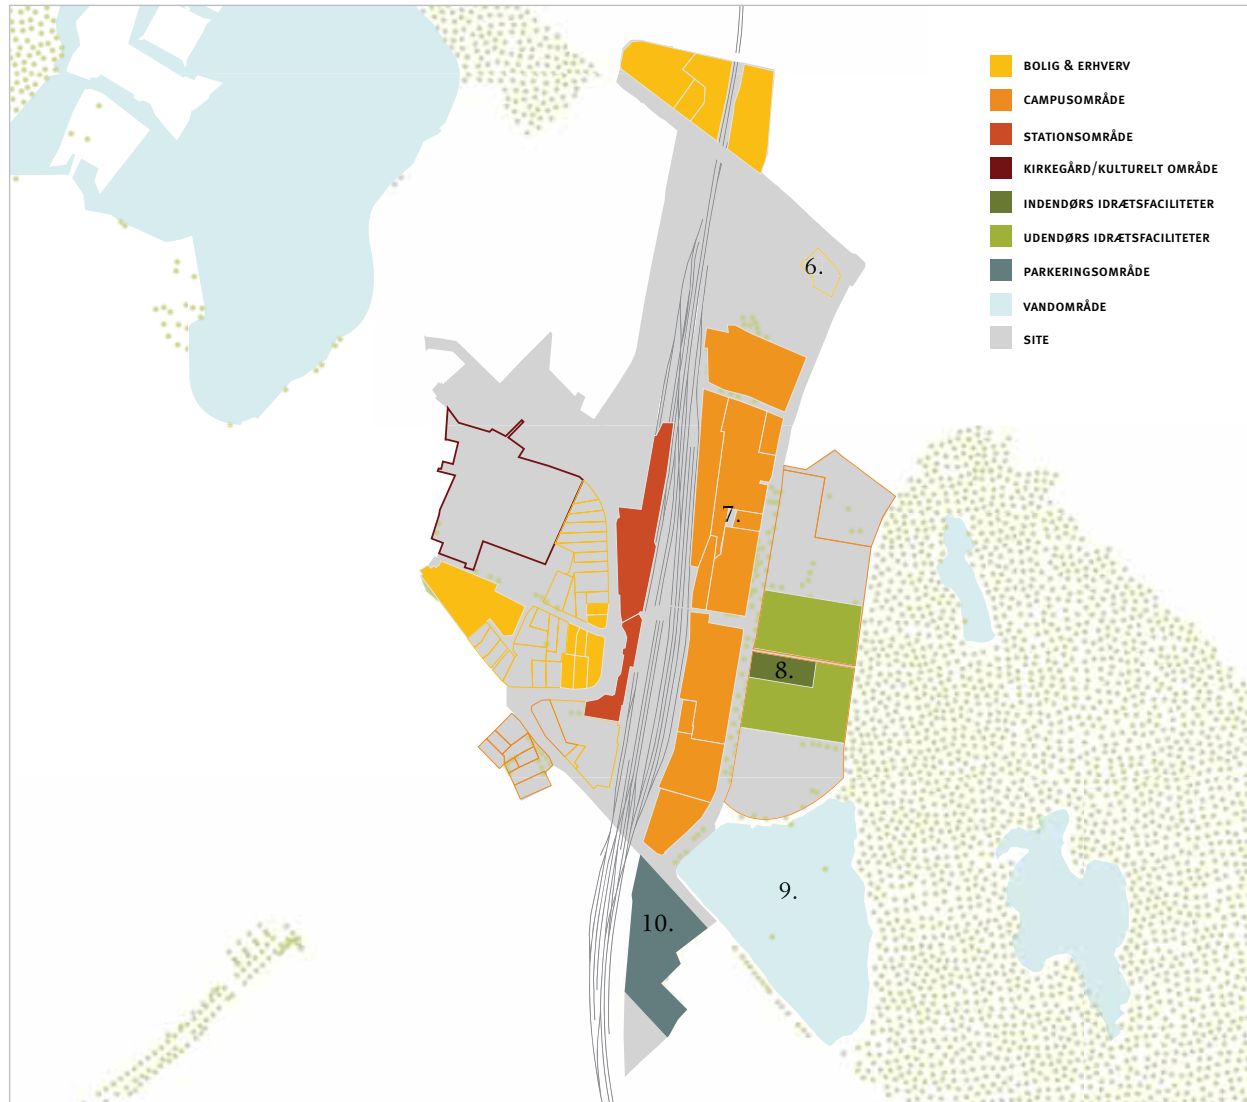 BOLIG & ERHVERV
CAMPUSOMRÅDE
STATIONSOMRÅDE
KIRKEGÅRD/KULTURELT OMRÅDE
INDENDØRS IDRÆTSFACILITETER
UDENDØRS IDRÆTSFACILITETER
PARKERINGSOMRÅDE
VANDOMRÅDE
SITE
6.
7.
8.
9.
10.